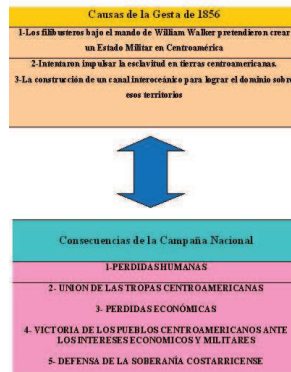 Causas de la Gesta de 1856
1-Los filibusteros bajo el mando de William Walker pretendieron crear
un Estado Militar en Centroamérica
2-Intentaron impulsar la esclavitud en tierras centroamericanas.
3-La construcción de un canal interoceánico para lograr el dominio sobre
esos territorios
Consecuencias de la Campaña Nacional
1-PERDIDAS HUMANAS
2- UNION DE LAS TROPAS CENTROAMERICANAS
3- PERDIDAS ECONÓMICAS
4- VICTORIA DE LOS PUEBLOS CENTROAMERICANOS ANTE
LOS INTERESES ECONOMICOS Y MILITARES
5- DEFENSA DE LA SOBERANÍA COSTARRICENSE